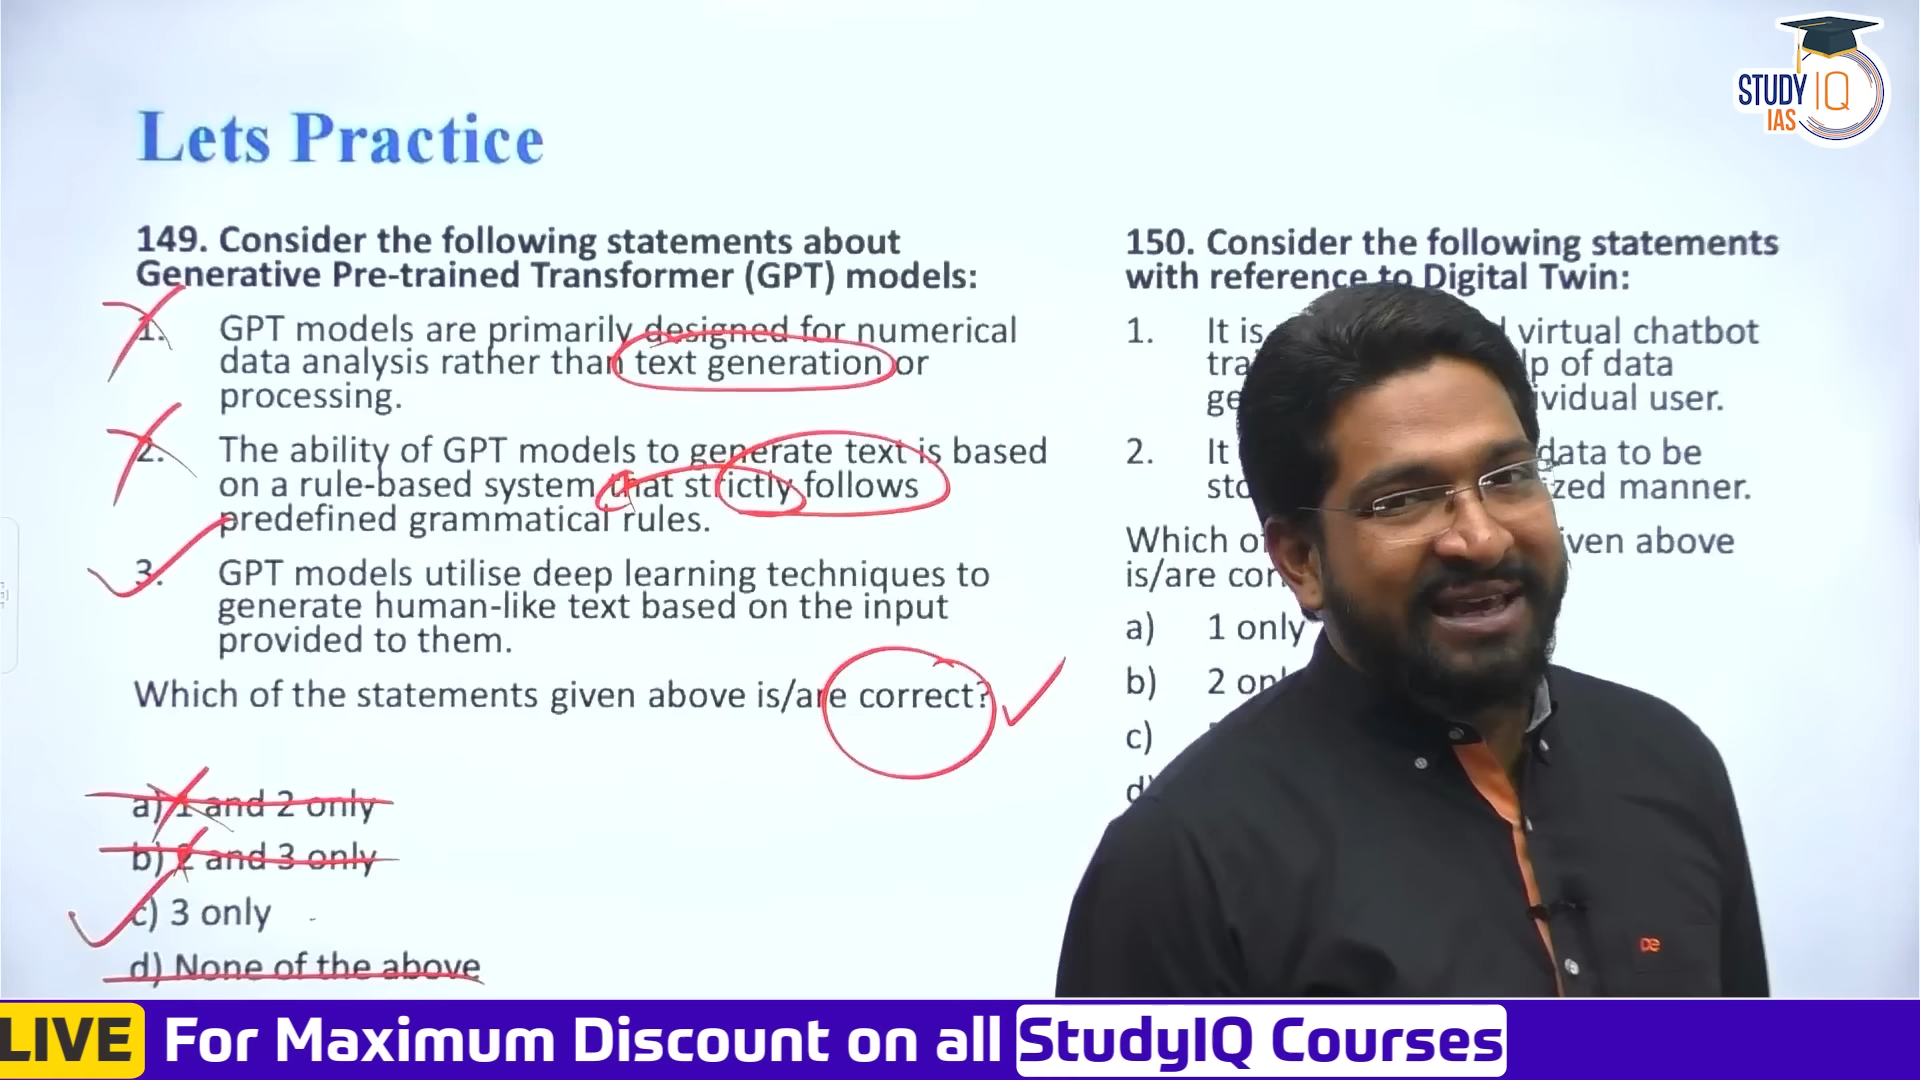 STUDY IQ
IAS
Lets Practice
149. Consider the following statements about
Generative Pre-trained Transformer (GPT) models:
1. GPT models are primarily designed for numerical
data analysis rather than text generation or
processing.
2. The ability of GPT models to generate text is based
on a rule-based system that strictly follows
predefined grammatical rules.
3. GPT models utilise deep learning techniques to
generate human-like text based on the input
provided to them.
Which of the statements given above is/are correct?
a) 1 and 2 only
b) 2 and 3 only
c) 3 only
d) None of the above
150. Consider the following statements
with reference to Digital Twin:
1. It is virtual chatbot
of data
user.
2. It data to be
manner.
Which above
is/are
a) 1 only
b) 2
c)
d)
LIVE For Maximum Discount on all StudyIQ Courses